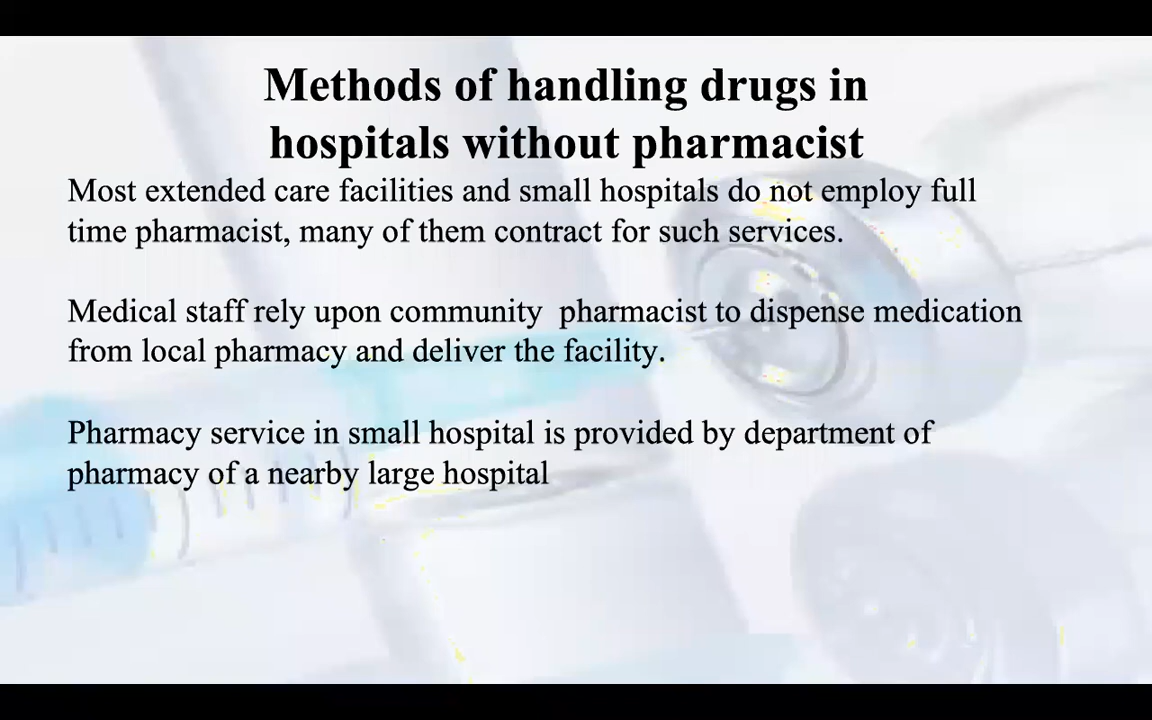 Methods of handling drugs in
hospitals without pharmacist
Most extended care facilities and small hospitals do not employ full
time pharmacist, many of them contract for such services.
Medical staff rely upon community  pharmacist to dispense medication
from local pharmacy and deliver the facility.
Pharmacy service in small hospital is provided by department of
pharmacy of a nearby large hospital